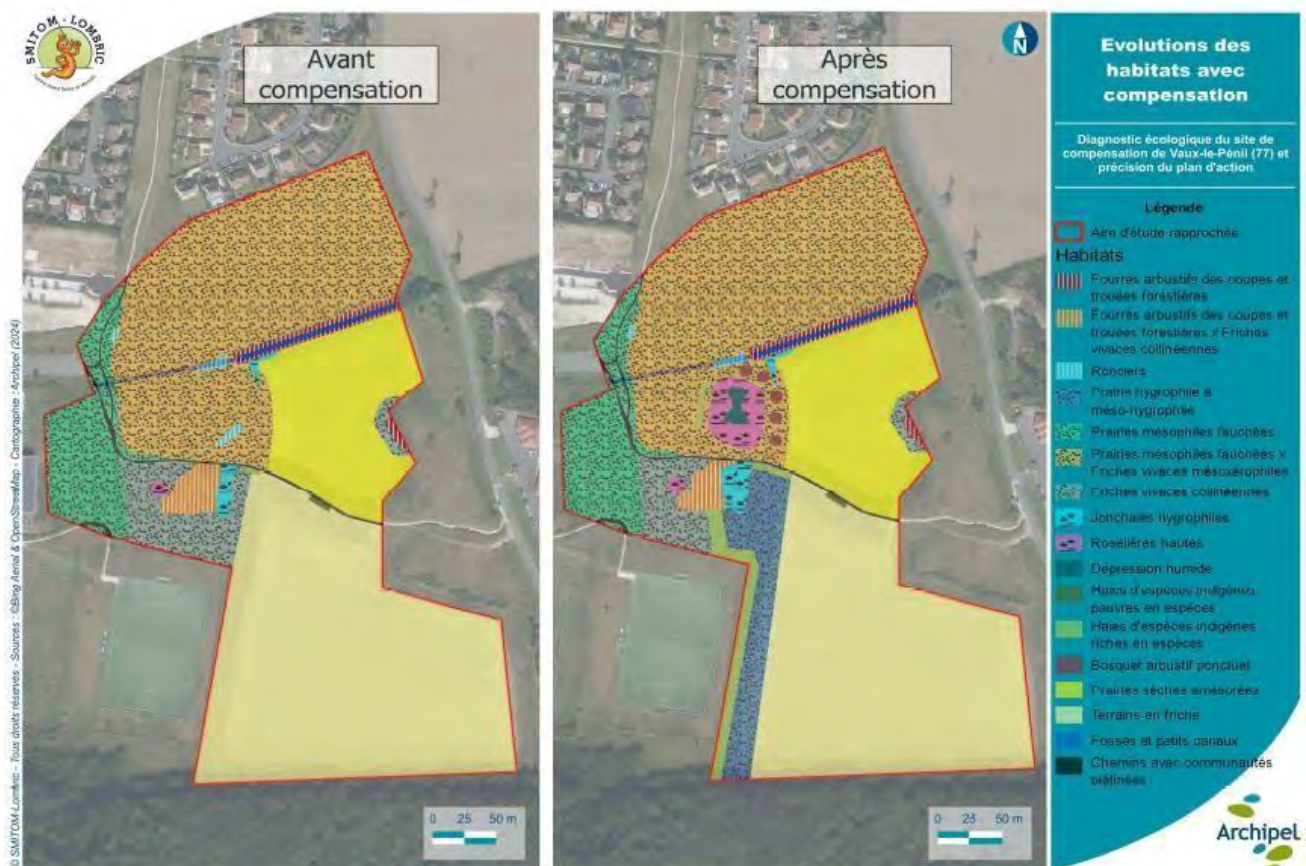 SMITOM - LOMBRIC
Avant
compensation
Après
compensation
N
Evolutions des
habitats avec
compensation
Diagnostic écologique du site de
compensation de Vaux-le-Pénil (77) et
précision du plan d'action
Légende
Aire d'étude rapprochée
Habitats
Fourrés arbustifs des coupes et
trouées forestières
Fourrés arbustifs des coupes et
trouées forestières x Friches
vivaces collinéennes
Ronciers
Prairie hygrophile à
méso-hygrophile
Prairies mésophiles fauchées
Prairies mésophiles fauchées x
Friches vivaces mésoxérophiles
Friches vivaces collinéennes
Jonchaies hygrophiles
Roselières hautes
Dépression humide
Haies d'espèces indigènes
pauvres en espèces
Haies d'espèces indigènes
riches en espèces
Bosquet arbustif ponctuel
Prairies sèches améliorées
Terrains en friche
Fossés et petits canaux
Chemins avec communautés
piétinées
0 25 50 m
0 25 50 m
Archipel
© SMITOM-Lombric - Tous droits réservés - Sources : ©Bing Aerial & OpenStreetMap - Cartographie : Archipel (2024)